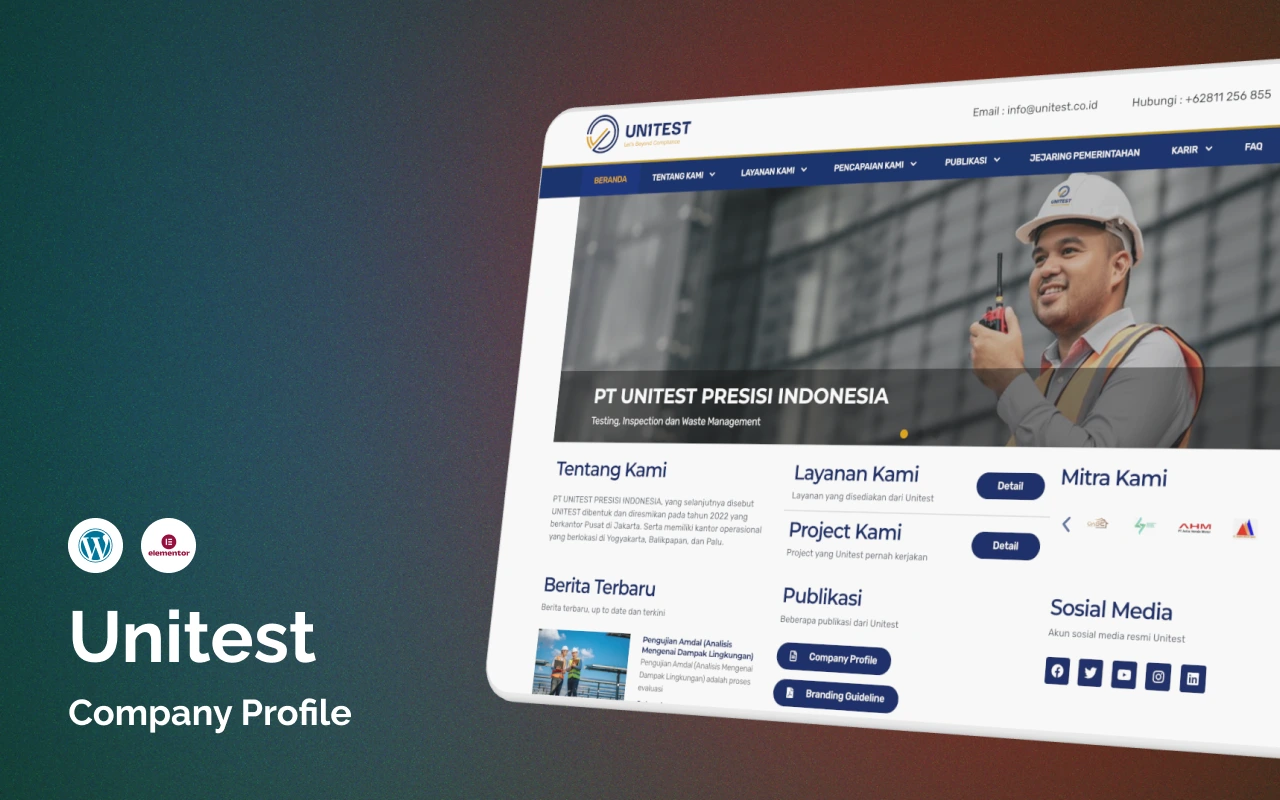 elementor
Unitest
Company Profile
UNITEST
Let's Beyond Compliance
Email : info@unitest.co.id
Hubungi : +62811 256 855
BERANDA
TENTANG KAMI
LAYANAN KAMI
PENCAPAIAN KAMI
PUBLIKASI
JEJARING PEMERINTAHAN
KARIR
FAQ
UNITEST
PT UNITEST PRESISI INDONESIA
Testing, Inspection dan Waste Management
Tentang Kami
PT UNITEST PRESISI INDONESIA, yang selanjutnya disebut
UNITEST dibentuk dan diresmikan pada tahun 2022 yang
berkantor Pusat di Jakarta. Serta memiliki kantor operasional
yang berlokasi di Yogyakarta, Balikpapan, dan Palu.
Layanan Kami
Layanan yang disediakan dari Unitest
Detail
Project Kami
Project yang Unitest pernah kerjakan
Detail
Mitra Kami
AHM
Berita Terbaru
Berita terbaru, up to date dan terkini
Pengujian Amdal (Analisis
Mengenai Dampak Lingkungan)
Pengujian Amdal (Analisis Mengenai
Dampak Lingkungan) adalah proses
evaluasi
Publikasi
Beberapa publikasi dari Unitest
Company Profile
Branding Guideline
Sosial Media
Akun sosial media resmi Unitest